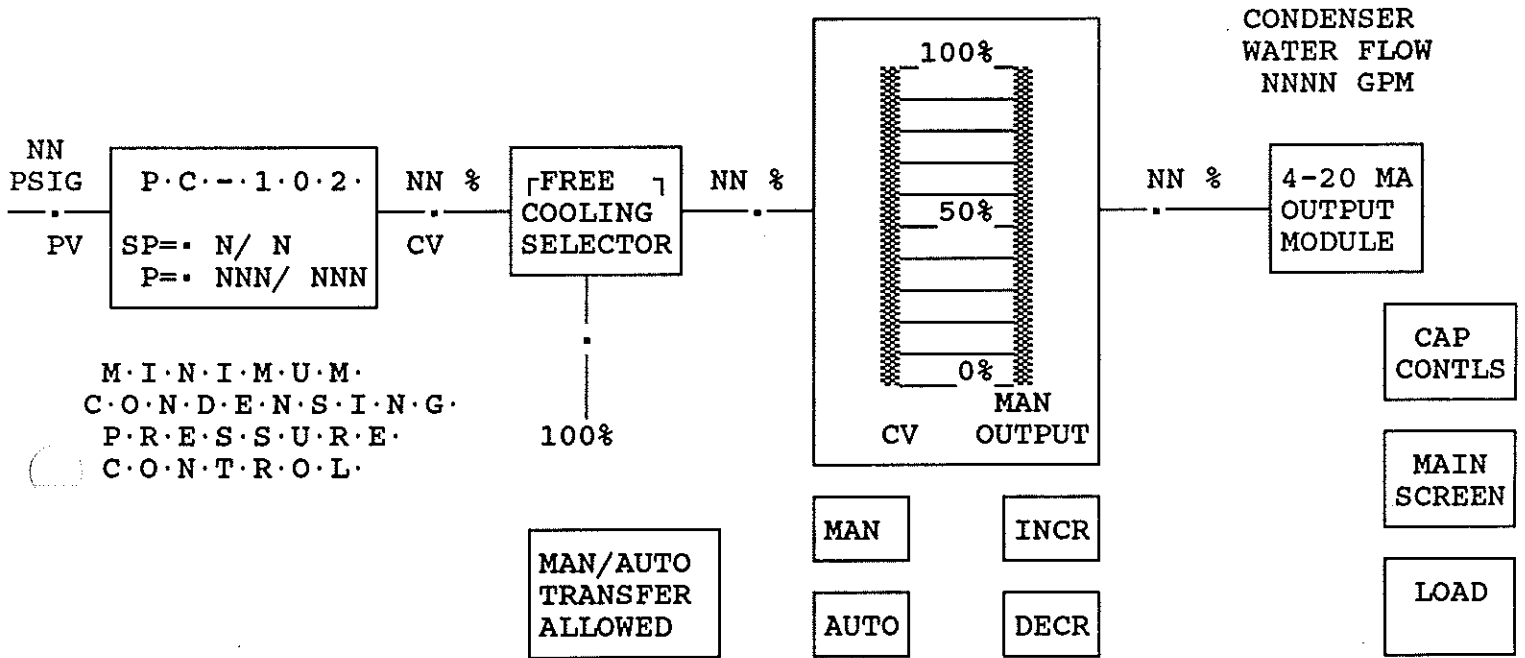 CONDENSER
WATER FLOW
NNNN GPM
NN
PSIG
PV
P·C·-·1·0·2·
SP=· N/ N
P=· NNN/ NNN
NN %
CV
FREE
COOLING
SELECTOR
100%
NN %
100%
50%
0%
CV
MAN
OUTPUT
NN %
4-20 MA
OUTPUT
MODULE
M·I·N·I·M·U·M·
C·O·N·D·E·N·S·I·N·G·
P·R·E·S·S·U·R·E·
C·O·N·T·R·O·L·
MAN/AUTO
TRANSFER
ALLOWED
MAN
INCR
AUTO
DECR
CAP
CONTLS
MAIN
SCREEN
LOAD